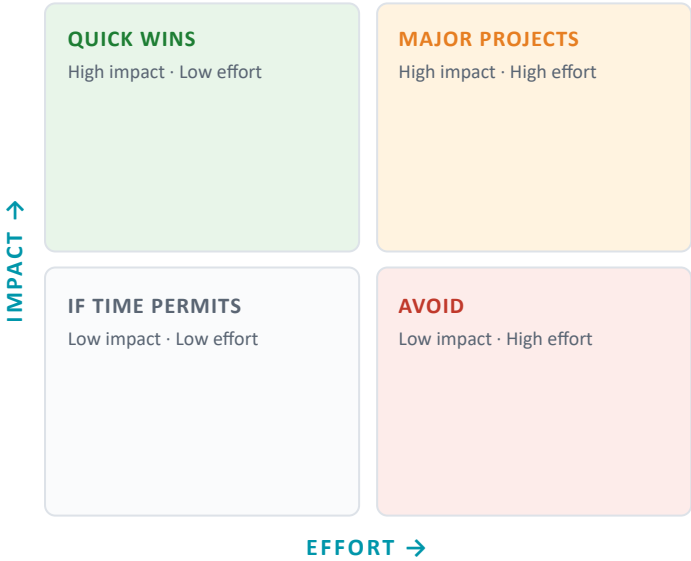 QUICK WINS
High impact · Low effort
MAJOR PROJECTS
High impact · High effort
IMPACT →
IF TIME PERMITS
Low impact · Low effort
AVOID
Low impact · High effort
EFFORT →